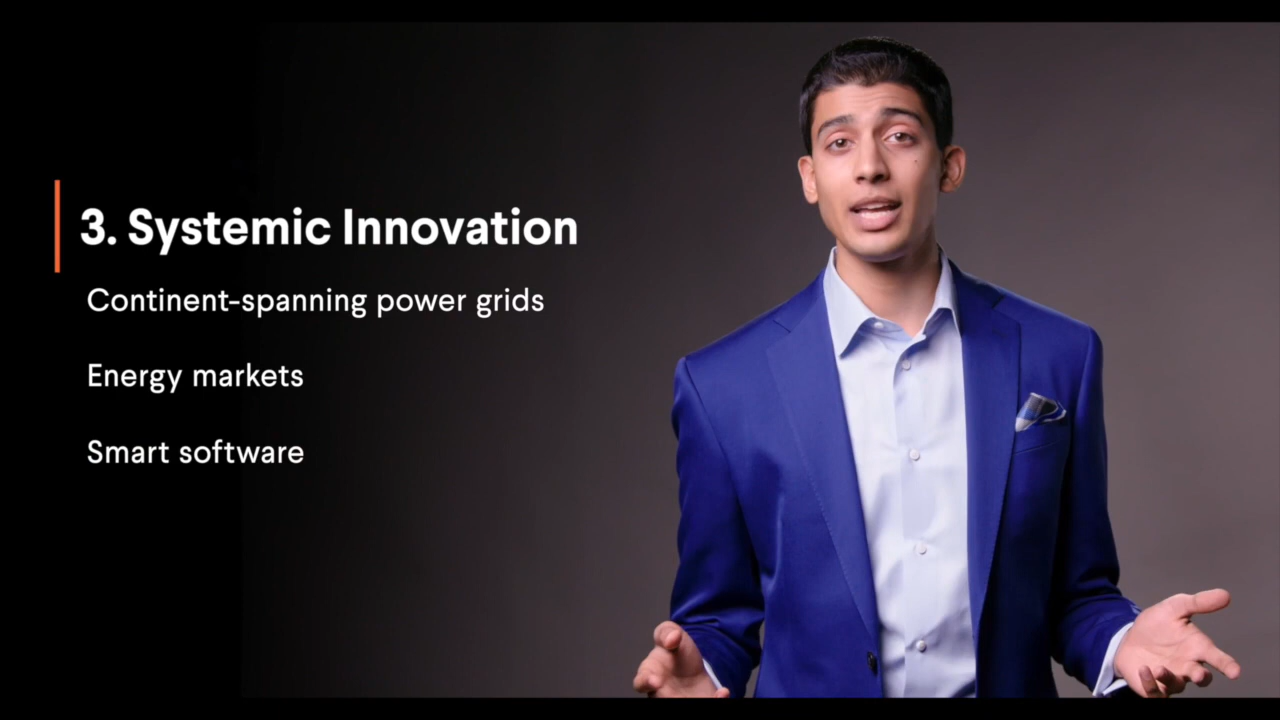 3. Systemic Innovation
Continent-spanning power grids
Energy markets
Smart software